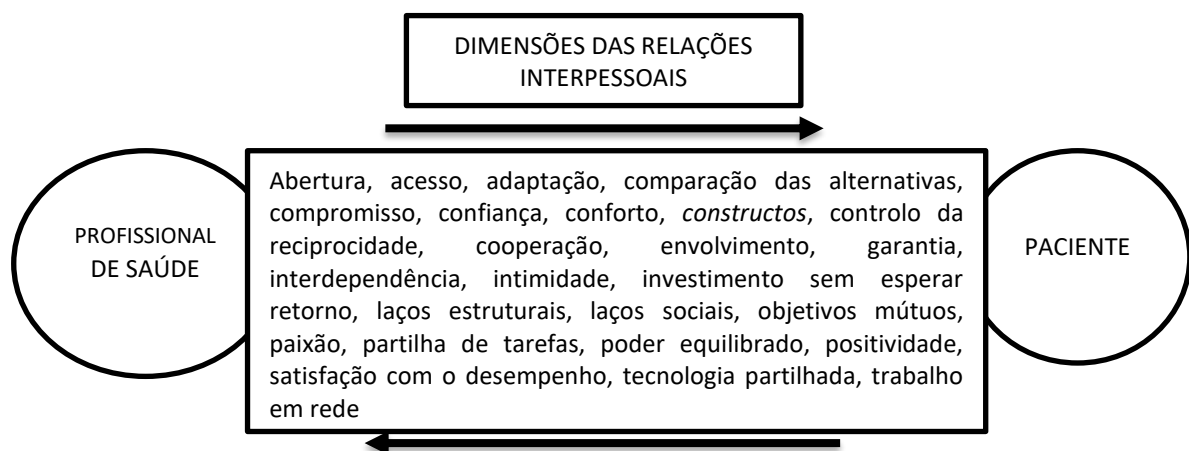 DIMENSÕES DAS RELAÇÕES
INTERPESSOAIS
PROFISSIONAL
DE SAÚDE
Abertura, acesso, adaptação, comparação das alternativas,
compromisso, confiança, conforto, constructos, controlo da
reciprocidade, cooperação, envolvimento, garantia,
interdependência, intimidade, investimento sem esperar
retorno, laços estruturais, laços sociais, objetivos mútuos,
paixão, partilha de tarefas, poder equilibrado, positividade,
satisfação com o desempenho, tecnologia partilhada, trabalho
em rede
PACIENTE